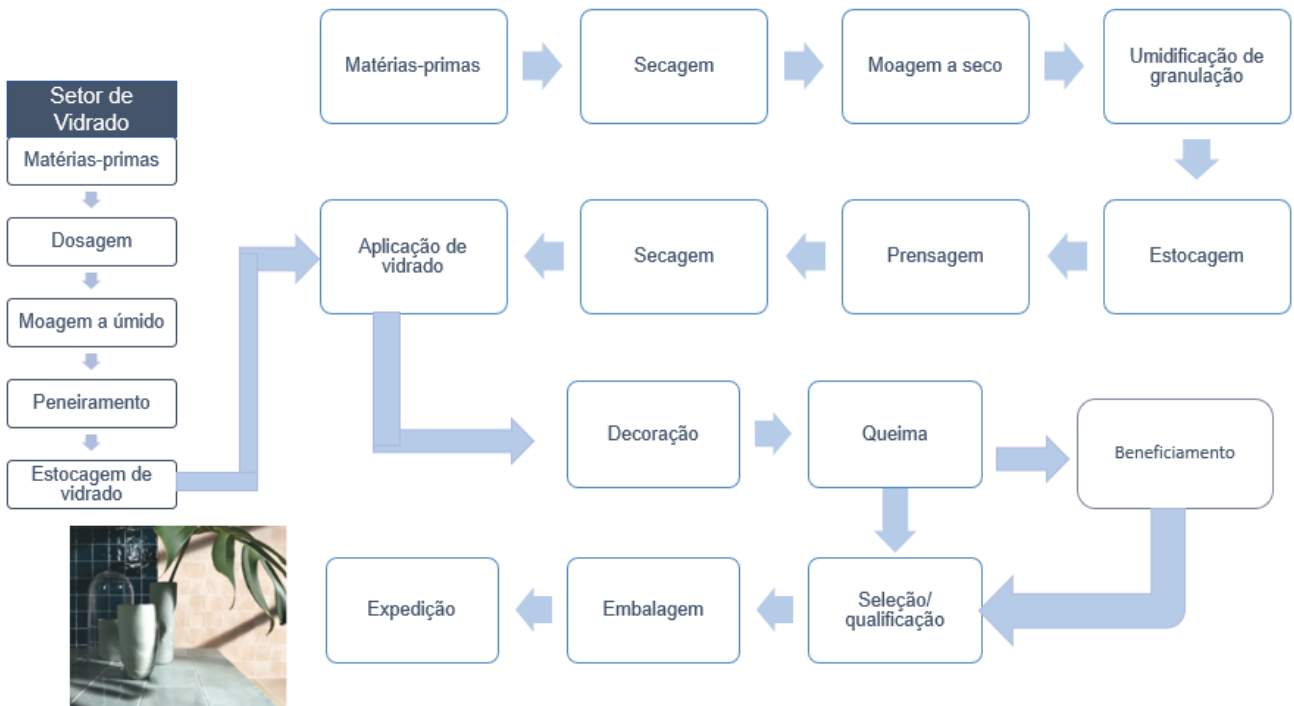 Matérias-primas
Secagem
Moagem a seco
Umidificação de
granulação
Setor de
Vidrado
Matérias-primas
Dosagem
Moagem a úmido
Peneiramento
Estocagem de
vidrado
Aplicação de
vidrado
Secagem
Prensagem
Estocagem
Decoração
Queima
Beneficiamento
Expedição
Embalagem
Seleção/
qualificação